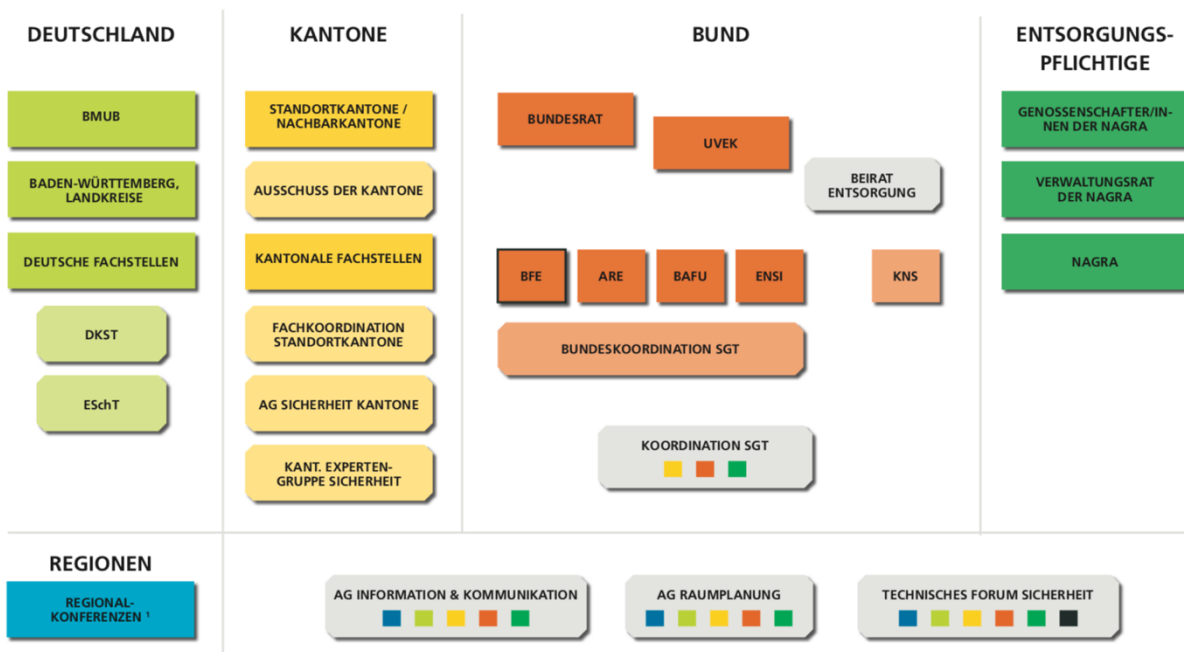 DEUTSCHLAND
BMUB
BADEN-WÜRTTEMBERG,
LANDKREISE
DEUTSCHE FACHSTELLEN
DKST
ESchT
KANTONE
STANDORTKANTONE /
NACHBARKANTONE
AUSSCHUSS DER KANTONE
KANTONALE FACHSTELLEN
FACHKOORDINATION
STANDORTKANTONE
AG SICHERHEIT KANTONE
KANT. EXPERTEN-
GRUPPE SICHERHEIT
BUND
BUNDESRAT
UVEK
BEIRAT
ENTSORGUNG
BFE
ARE
BAFU
ENSI
KNS
BUNDESKOORDINATION SGT
KOORDINATION SGT
ENTSORGUNGS-
PFLICHTIGE
GENOSSENSCHAFTER/IN-
NEN DER NAGRA
VERWALTUNGSRAT
DER NAGRA
NAGRA
REGIONEN
REGIONAL-
KONFERENZEN ¹
AG INFORMATION & KOMMUNIKATION
AG RAUMPLANUNG
TECHNISCHES FORUM SICHERHEIT